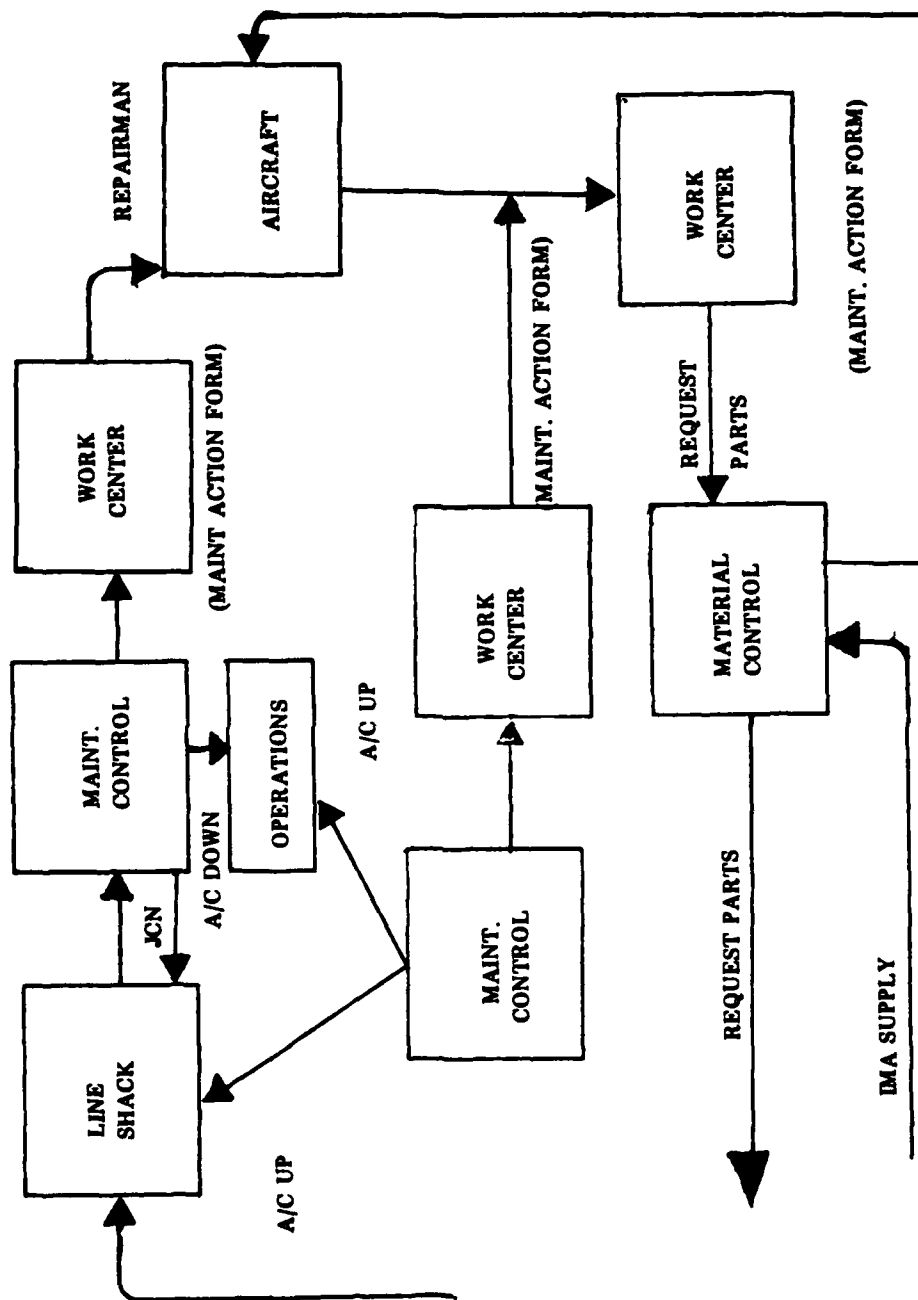 LINE
SHACK
JCN
MAINT.
CONTROL
A/C DOWN
OPERATIONS
WORK
CENTER
(MAINT ACTION FORM)
REPAIRMAN
AIRCRAFT
A/C UP
A/C UP
MAINT.
CONTROL
WORK
CENTER
(MAINT. ACTION FORM)
WORK
CENTER
(MAINT. ACTION FORM)
REQUEST
PARTS
MATERIAL
CONTROL
REQUEST PARTS
IMA SUPPLY